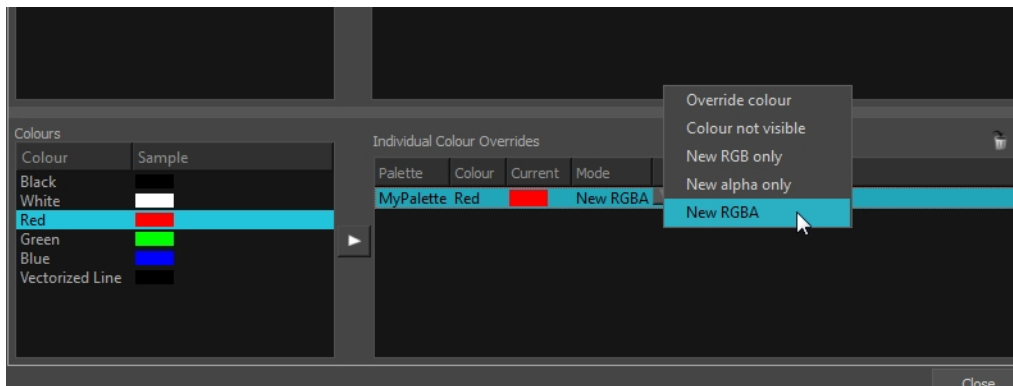 Colours
Colour Sample
Black
White
Red
Green
Blue
Vectorized Line
Individual Colour Overrides
Palette Colour Current Mode
MyPalette Red New RGBA
Override colour
Colour not visible
New RGB only
New alpha only
New RGBA
Close